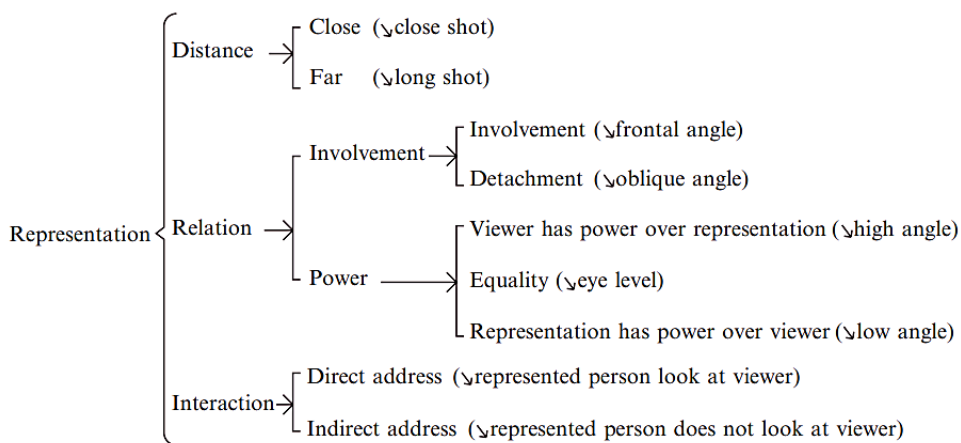 Close (↘close shot)
Distance
Far (↘long shot)
Involvement (↘frontal angle)
Involvement
Detachment (↘oblique angle)
Representation
Relation
Viewer has power over representation (↘high angle)
Power
Equality (↘eye level)
Representation has power over viewer (↘low angle)
Direct address (↘represented person look at viewer)
Interaction
Indirect address (↘represented person does not look at viewer)